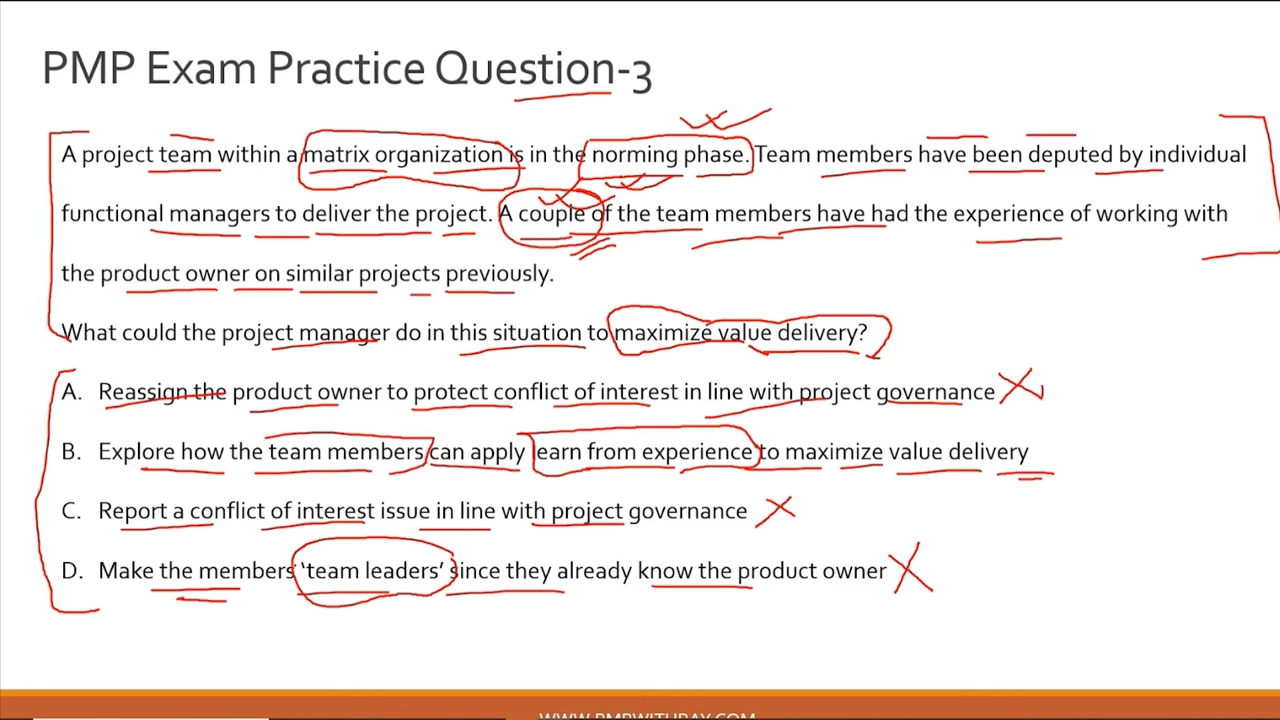 PMP Exam Practice Question-3
A project team within a matrix organization is in the norming phase. Team members have been deputed by individual
functional managers to deliver the project. A couple of the team members have had the experience of working with
the product owner on similar projects previously.
What could the project manager do in this situation to maximize value delivery?
A. Reassign the product owner to protect conflict of interest in line with project governance
B. Explore how the team members can apply learn from experience to maximize value delivery
C. Report a conflict of interest issue in line with project governance
D. Make the members 'team leaders' since they already know the product owner
WWW.PMPWITHRAY.COM